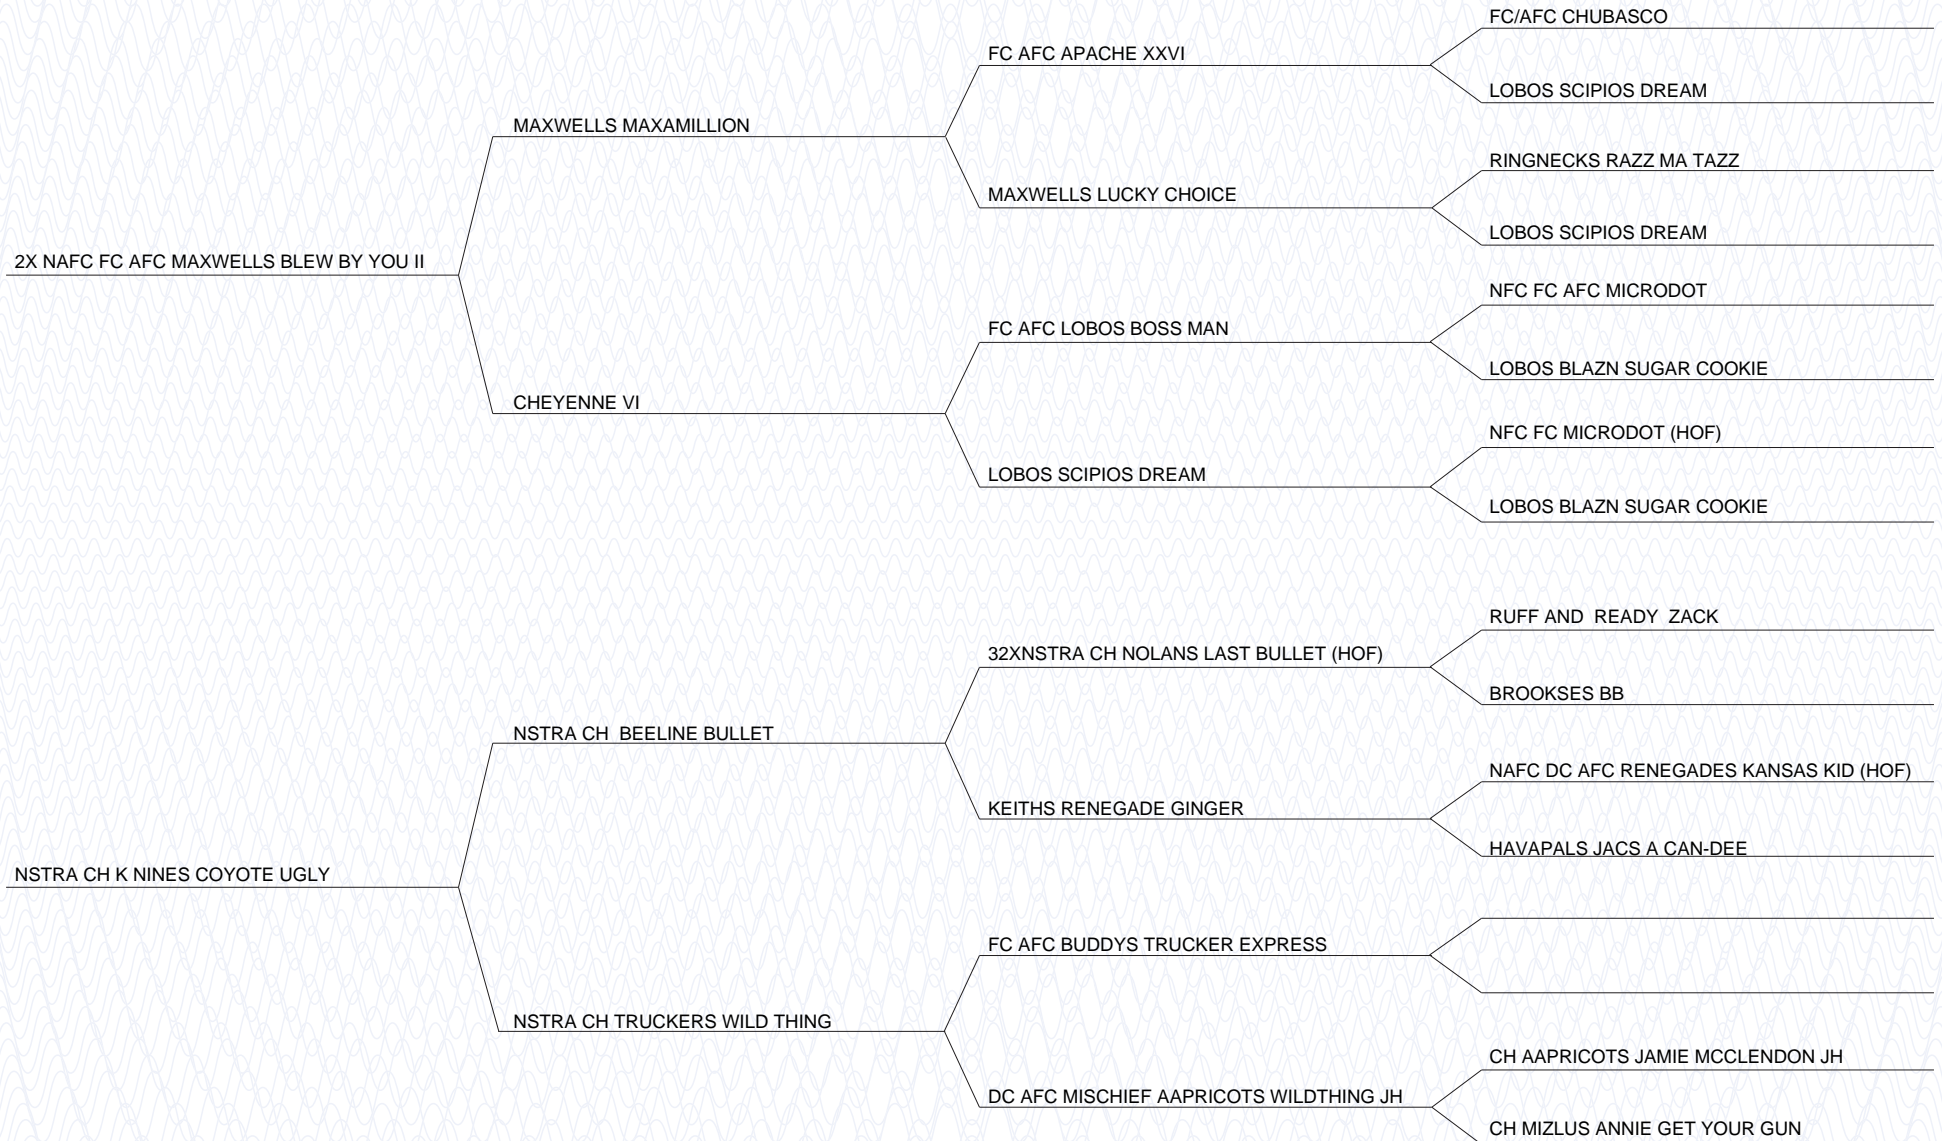 FC/AFC CHUBASCO
FC AFC APACHE XXVI
LOBOS SCIPIOS DREAM
MAXWELLS MAXAMILLION
RINGNECKS RAZZ MA TAZZ
MAXWELLS LUCKY CHOICE
LOBOS SCIPIOS DREAM
2X NAFC FC AFC MAXWELLS BLEW BY YOU II
NFC FC AFC MICRODOT
FC AFC LOBOS BOSS MAN
LOBOS BLAZN SUGAR COOKIE
CHEYENNE VI
NFC FC MICRODOT (HOF)
LOBOS SCIPIOS DREAM
LOBOS BLAZN SUGAR COOKIE
RUFF AND  READY  ZACK
32XNSTRA CH NOLANS LAST BULLET (HOF)
BROOKSES BB
NSTRA CH  BEELINE BULLET
NAFC DC AFC RENEGADES KANSAS KID (HOF)
KEITHS RENEGADE GINGER
HAVAPALS JACS A CAN-DEE
NSTRA CH K NINES COYOTE UGLY
FC AFC BUDDYS TRUCKER EXPRESS
NSTRA CH TRUCKERS WILD THING
CH AAPRICOTS JAMIE MCCLENDON JH
DC AFC MISCHIEF AAPRICOTS WILDTHING JH
CH MIZLUS ANNIE GET YOUR GUN